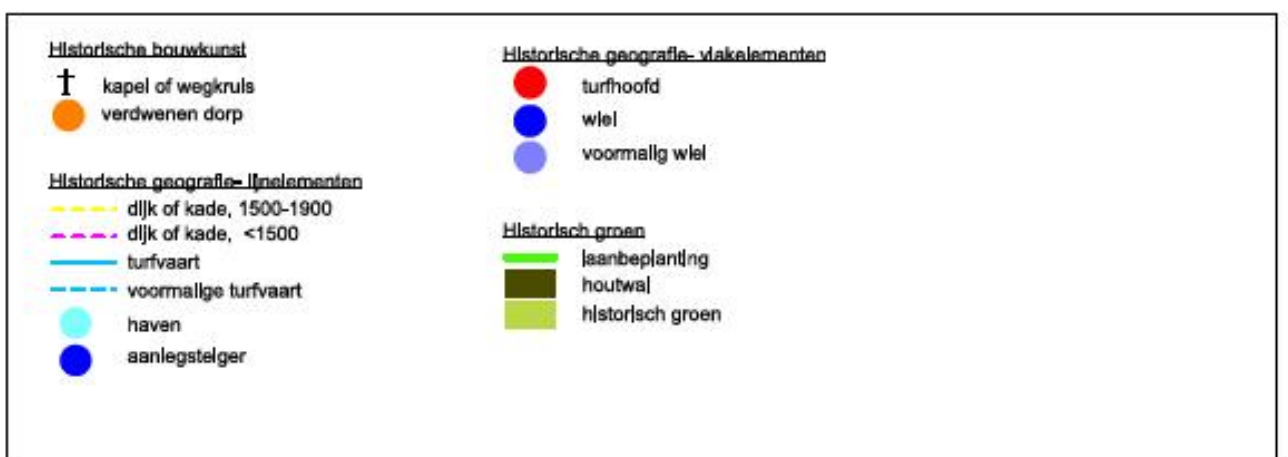 Historische bouwkunst
kapel of wegkruis
verdwenen dorp
Historische geografie- lijnelementen
dijk of kade, 1500-1900
dijk of kade, <1500
turfvaart
voormalige turfvaart
haven
aanlegsteiger
Historische geografie- vlakelementen
turfhoofd
wiel
voormalig wiel
Historisch groen
laanbeplanting
houtwal
historisch groen